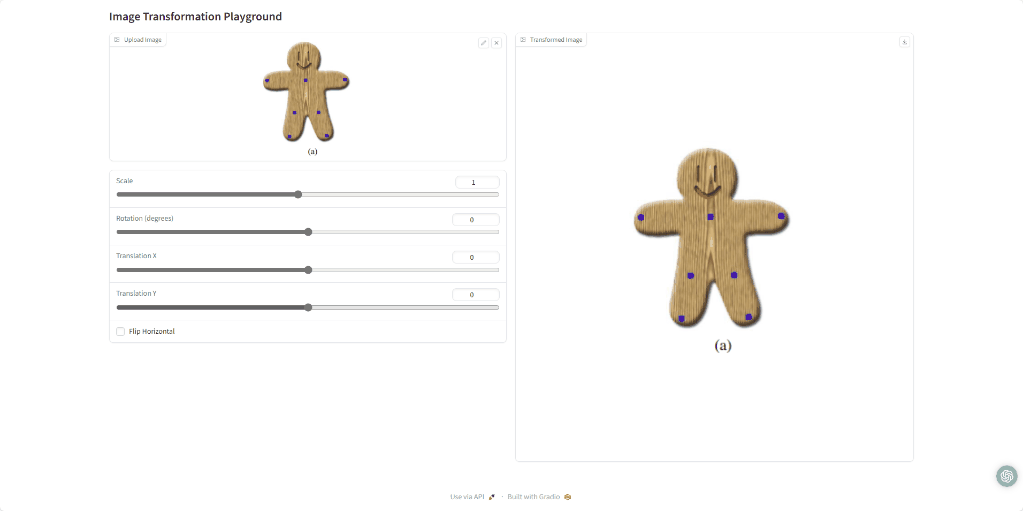 Image Transformation Playground
Upload Image
Transformed Image
(a)
Scale
1
Rotation (degrees)
0
Translation X
0
Translation Y
0
Flip Horizontal
(a)
Use via API
·
Built with Gradio